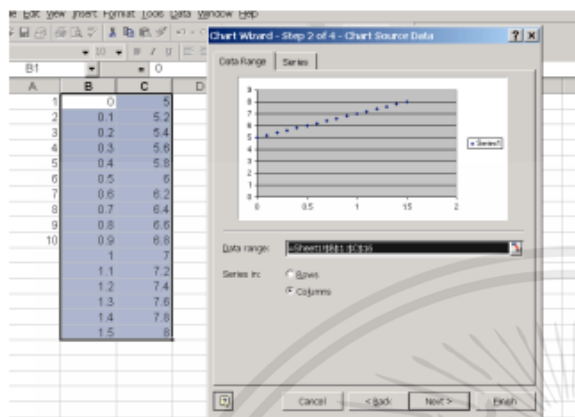 Edit View Insert Format Tools Data Window Help
10 B I U
Chart Wizard - Step 2 of 4 - Chart Source Data
B1 = 0
Data Range Series
A B C D
1 0 5
2 0.1 5.2
3 0.2 5.4
4 0.3 5.6
5 0.4 5.8
6 0.5 6
7 0.6 6.2
8 0.7 6.4
9 0.8 6.6
10 0.9 6.8
1 7
1.1 7.2
1.2 7.4
1.3 7.6
1.4 7.8
1.5 8
9
8
7
6
5
4
3
2
1
0
0 0.5 1 1.5 2
Series1
Data range: =Sheet1!$B$1:$C$16
Series in: Rows
Columns
Cancel < Back Next > Finish